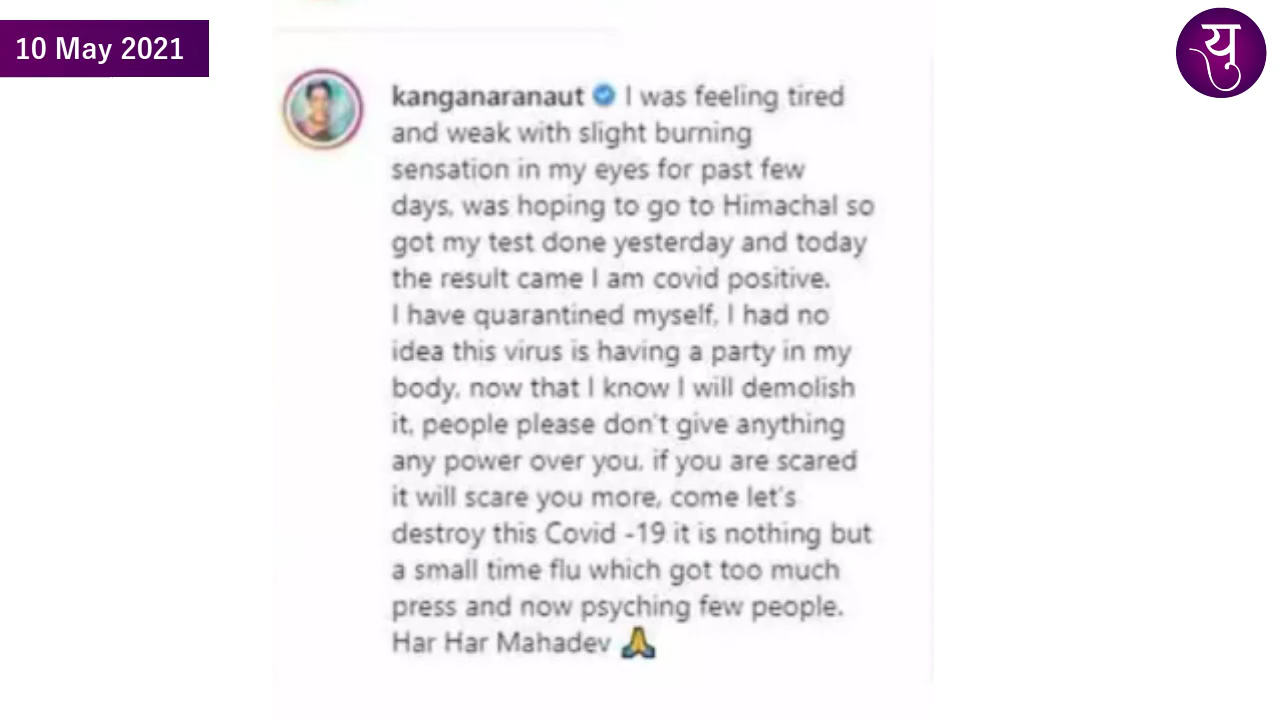 10 May 2021
यु
kanganaranaut I was feeling tired
and weak with slight burning
sensation in my eyes for past few
days, was hoping to go to Himachal so
got my test done yesterday and today
the result came I am covid positive.
I have quarantined myself, I had no
idea this virus is having a party in my
body, now that I know I will demolish
it, people please don't give anything
any power over you, if you are scared
it will scare you more, come let's
destroy this Covid -19 it is nothing but
a small time flu which got too much
press and now psyching few people.
Har Har Mahadev 🙏